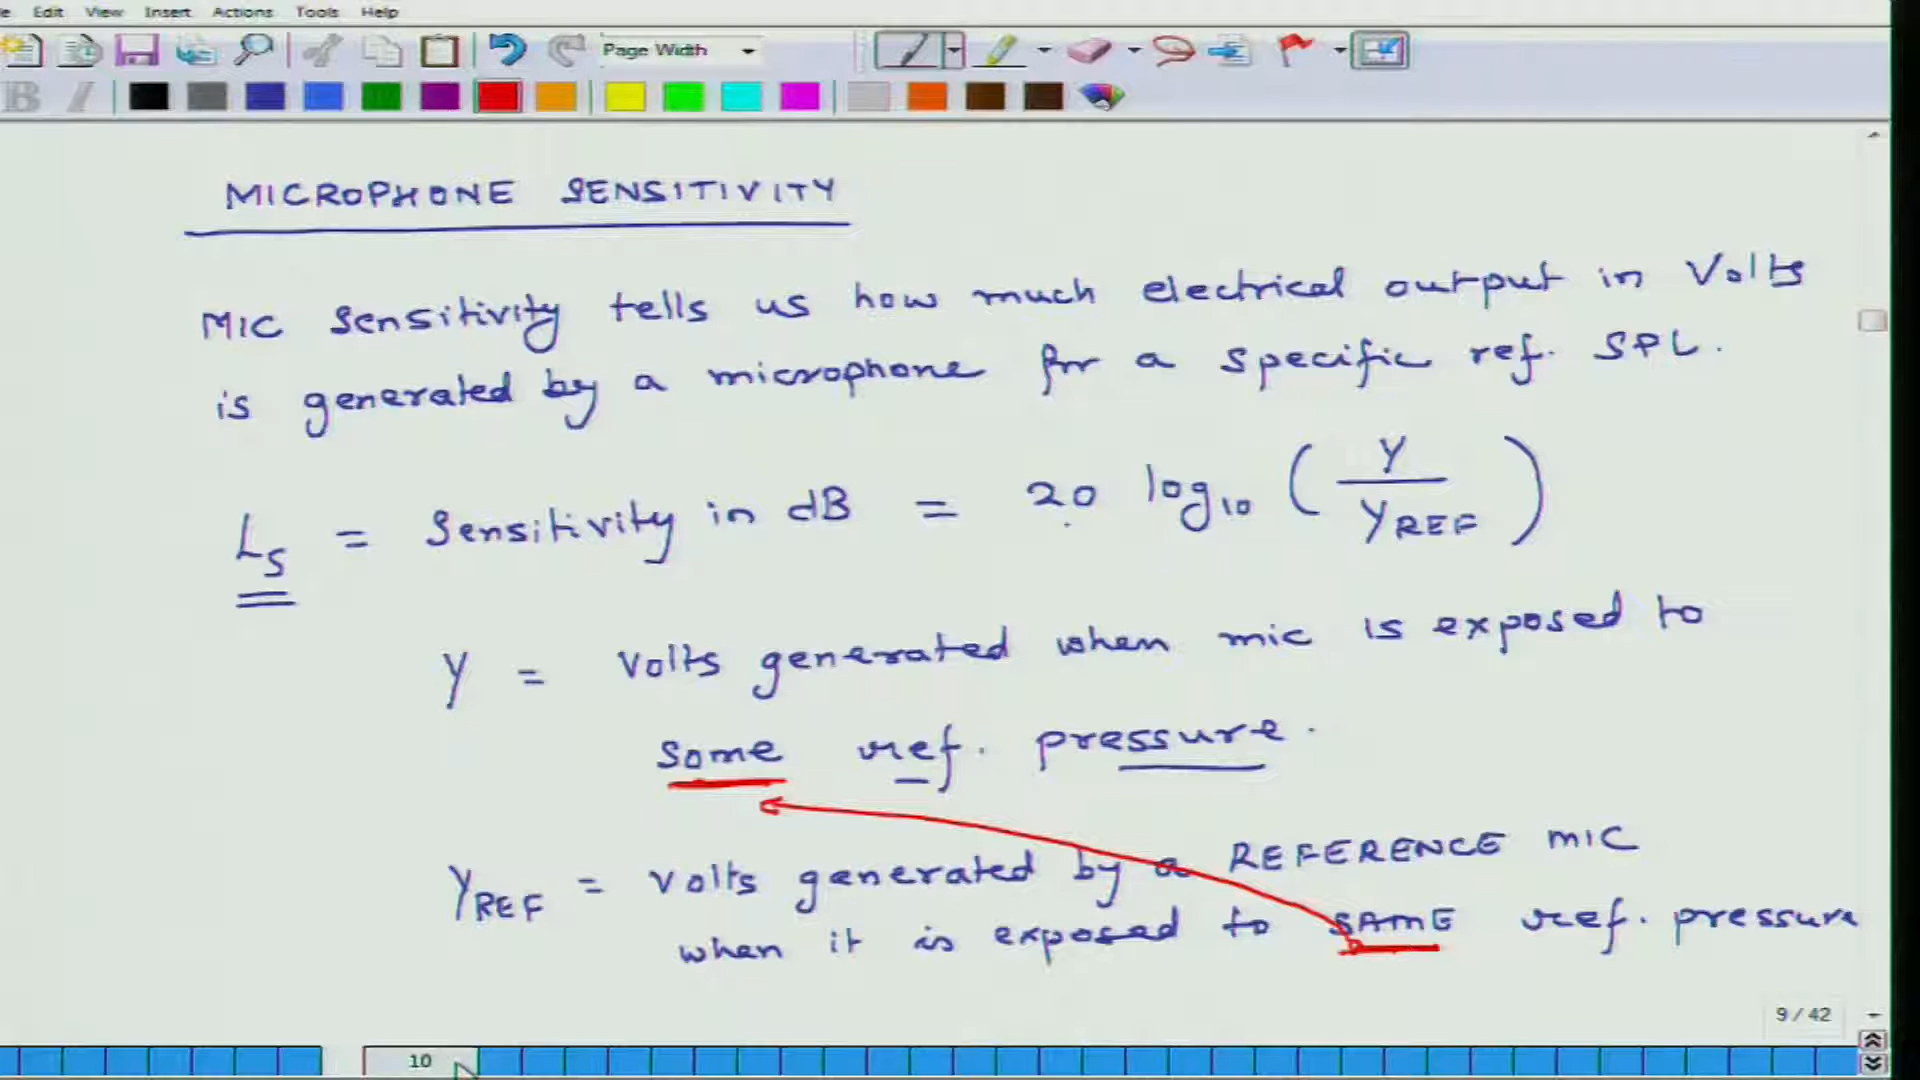 Edit View Insert Actions Tools Help
Page Width
B I
MICROPHONE SENSITIVITY
MIC Sensitivity tells us how much electrical output in Volts
is generated by a microphone for a specific ref. SPL.
LS = Sensitivity in dB = 20 log10 ( Y / YREF )
Y = Volts generated when mic is exposed to
some ref. pressure.
YREF = Volts generated by a REFERENCE MIC
when it is exposed to SAME ref. pressure
9 / 42
10